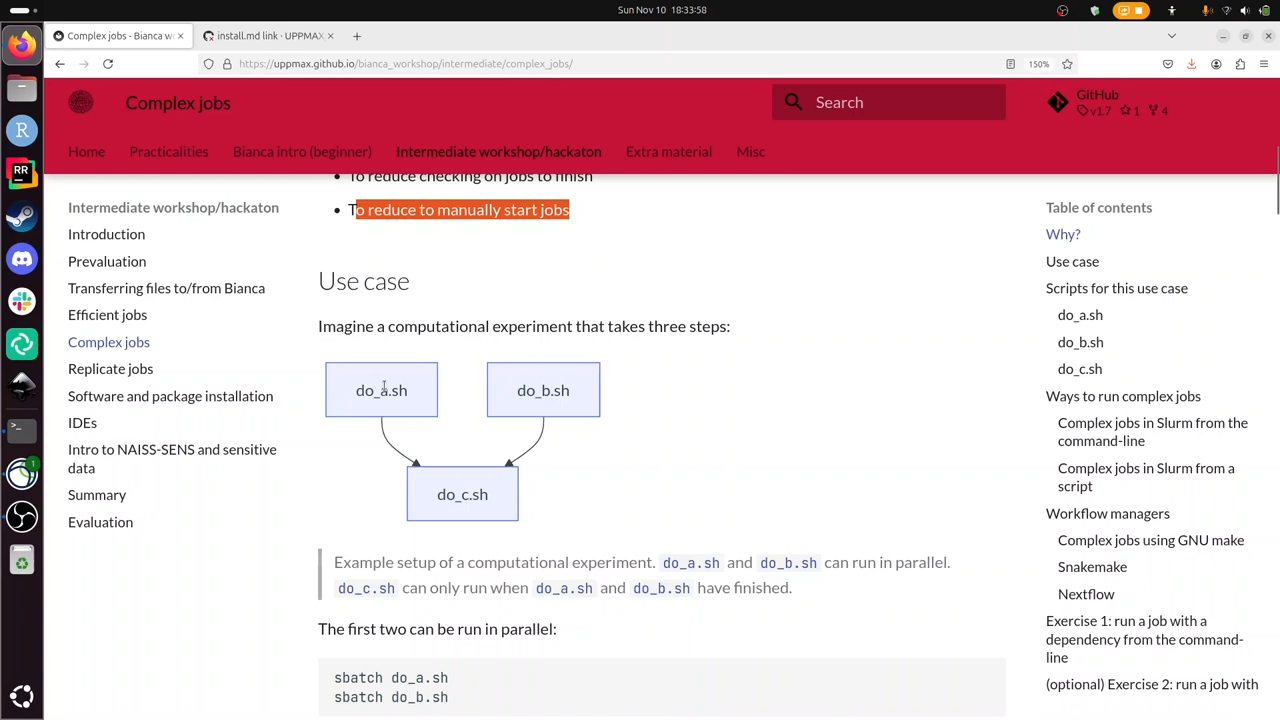 Sun Nov 10 18:33:58
Complex jobs - Bianca w
install.md link · UPPMAX
https://uppmax.github.io/bianca_workshop/intermediate/complex_jobs/
150%
Complex jobs
Search
GitHub
v1.7 1 4
Home
Practicalities
Bianca intro (beginner)
Intermediate workshop/hackaton
Extra material
Misc
Intermediate workshop/hackaton
Introduction
Prevaluation
Transferring files to/from Bianca
Efficient jobs
Complex jobs
Replicate jobs
Software and package installation
IDEs
Intro to NAISS-SENS and sensitive
data
Summary
Evaluation
To reduce checking on jobs to finish
To reduce to manually start jobs
Use case
Imagine a computational experiment that takes three steps:
do_a.sh
do_b.sh
do_c.sh
Example setup of a computational experiment. do_a.sh and do_b.sh can run in parallel.
do_c.sh can only run when do_a.sh and do_b.sh have finished.
The first two can be run in parallel:
sbatch do_a.sh
sbatch do_b.sh
Table of contents
Why?
Use case
Scripts for this use case
do_a.sh
do_b.sh
do_c.sh
Ways to run complex jobs
Complex jobs in Slurm from the
command-line
Complex jobs in Slurm from a
script
Workflow managers
Complex jobs using GNU make
Snakemake
Nextflow
Exercise 1: run a job with a
dependency from the command-
line
(optional) Exercise 2: run a job with
R
RR
1